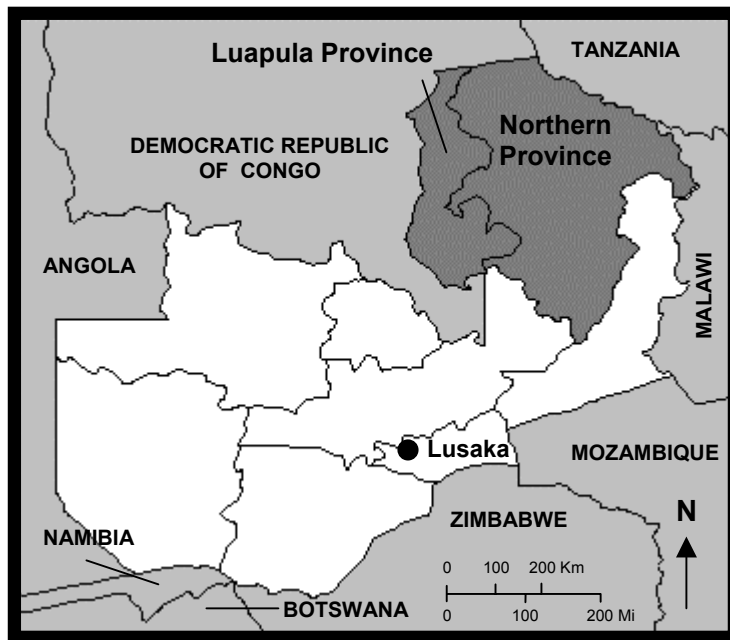 TANZANIA
Luapula Province
Northern
Province
DEMOCRATIC REPUBLIC
OF CONGO
ANGOLA
MALAWI
Lusaka
MOZAMBIQUE
ZIMBABWE
N
NAMIBIA
0 100 200 Km
0 100 200 Mi
BOTSWANA